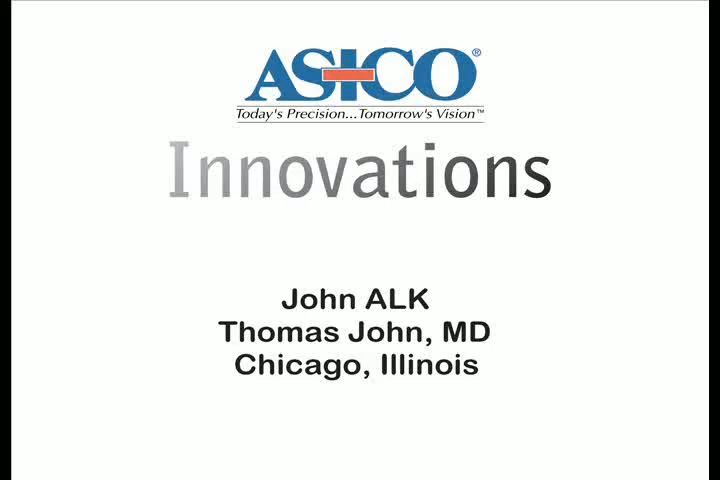 ASICO®
Today's Precision...Tomorrow's Vision™
Innovations
John ALK
Thomas John, MD
Chicago, Illinois